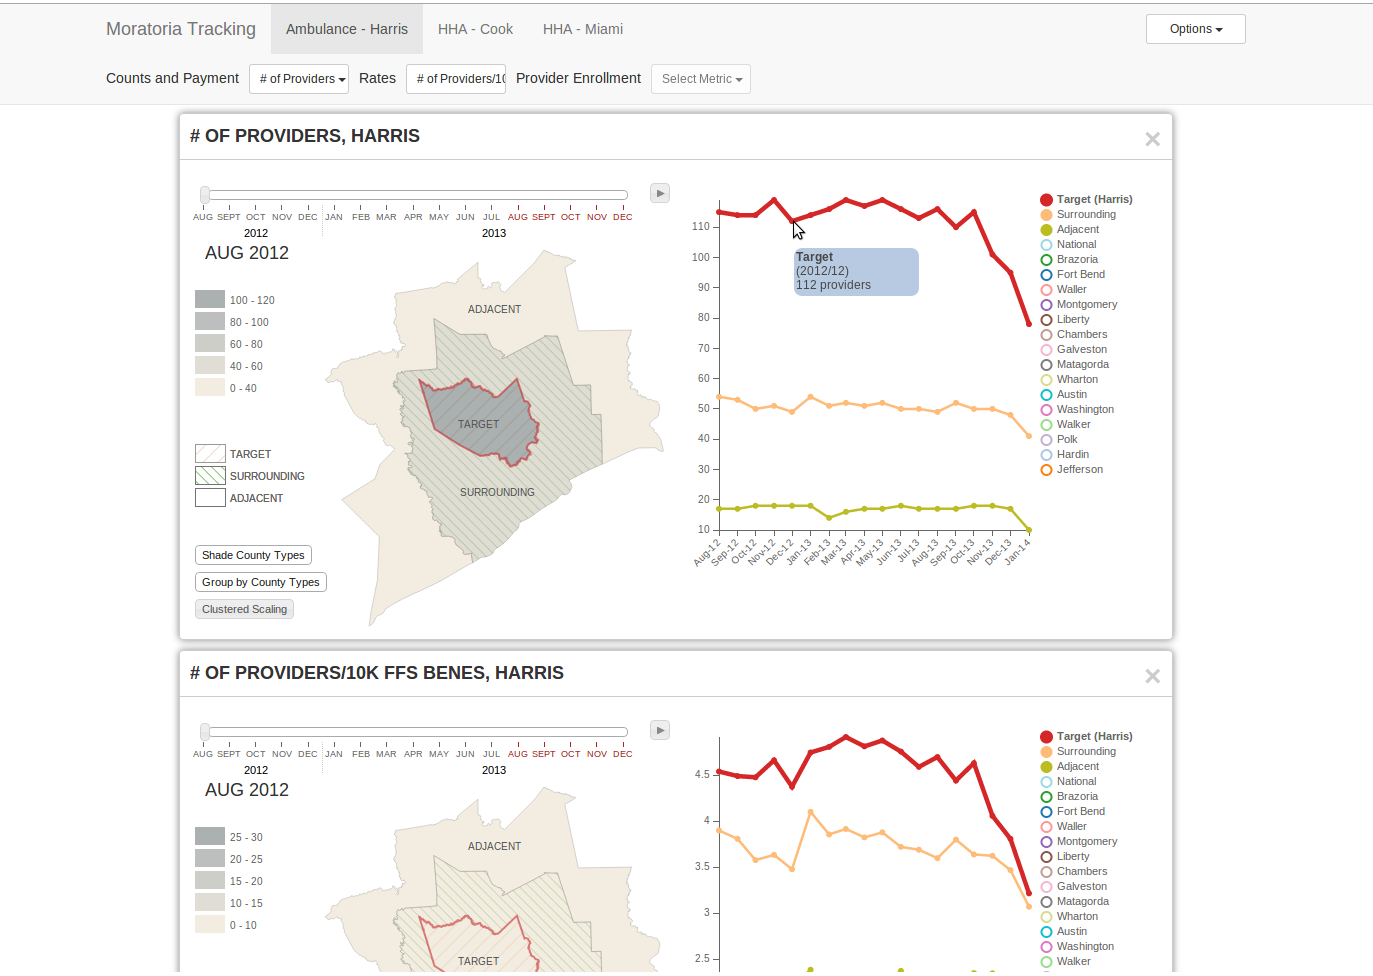 Moratoria Tracking Ambulance - Harris HHA - Cook HHA - Miami Options
Counts and Payment # of Providers Rates # of Providers/10 Provider Enrollment Select Metric
# OF PROVIDERS, HARRIS
AUG SEPT OCT NOV DEC JAN FEB MAR APR MAY JUN JUL AUG SEPT OCT NOV DEC
2012 2013
AUG 2012
100 - 120
80 - 100
60 - 80
40 - 60
0 - 40
TARGET
SURROUNDING
ADJACENT
Shade County Types
Group by County Types
Clustered Scaling
ADJACENT
TARGET
SURROUNDING
110
100
90
80
70
60
50
40
30
20
10
Aug-12 Sep-12 Oct-12 Nov-12 Dec-12 Jan-13 Feb-13 Mar-13 Apr-13 May-13 Jun-13 Jul-13 Aug-13 Sep-13 Oct-13 Nov-13 Dec-13 Jan-14
Target
(2012/12)
112 providers
Target (Harris)
Surrounding
Adjacent
National
Brazoria
Fort Bend
Waller
Montgomery
Liberty
Chambers
Galveston
Matagorda
Wharton
Austin
Washington
Walker
Polk
Hardin
Jefferson
# OF PROVIDERS/10K FFS BENES, HARRIS
AUG SEPT OCT NOV DEC JAN FEB MAR APR MAY JUN JUL AUG SEPT OCT NOV DEC
2012 2013
AUG 2012
25 - 30
20 - 25
15 - 20
10 - 15
0 - 10
ADJACENT
TARGET
4.5
4
3.5
3
2.5
Target (Harris)
Surrounding
Adjacent
National
Brazoria
Fort Bend
Waller
Montgomery
Liberty
Chambers
Galveston
Matagorda
Wharton
Austin
Washington
Walker